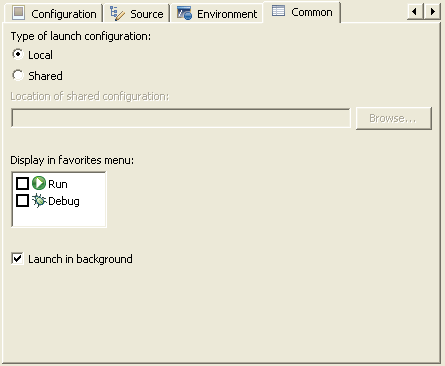 Configuration Source Environment Common
Type of launch configuration:
Local
Shared
Location of shared configuration:
Browse...
Display in favorites menu:
Run
Debug
Launch in background